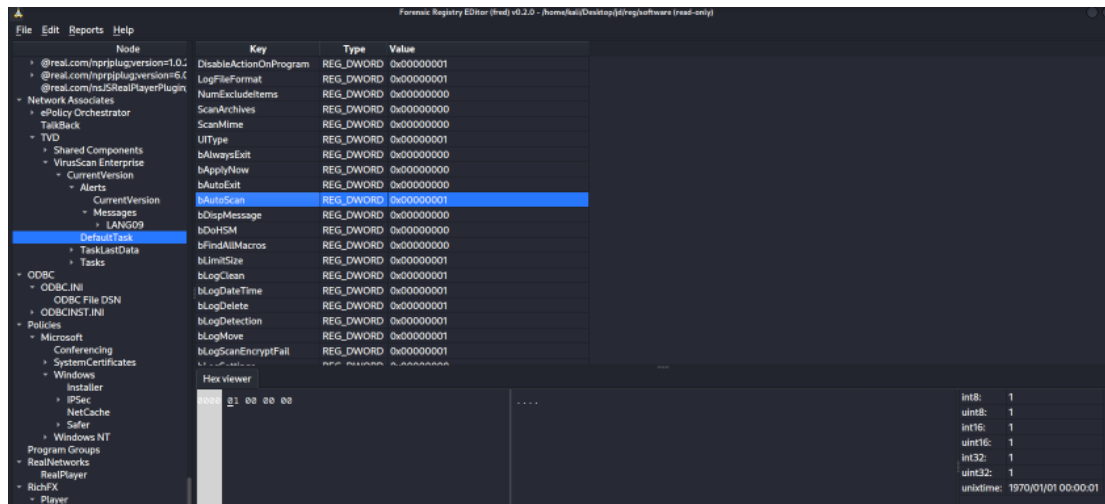 Forensic Registry EDitor (fred) v0.2.0 - /home/kali/Desktop/jd/reg/software (read-only)
File Edit Reports Help
Node
@real.com/nprjplug;version=1.0.2
@real.com/nprpjplug;version=6.0
@real.com/nsJSRealPlayerPlugin;
Network Associates
ePolicy Orchestrator
TalkBack
TVD
Shared Components
VirusScan Enterprise
CurrentVersion
Alerts
CurrentVersion
Messages
LANG09
DefaultTask
TaskLastData
Tasks
ODBC
ODBC.INI
ODBC File DSN
ODBCINST.INI
Policies
Microsoft
Conferencing
SystemCertificates
Windows
Installer
IPSec
NetCache
Safer
Windows NT
Program Groups
RealNetworks
RealPlayer
RichFX
Player
Key Type Value
DisableActionOnProgram REG_DWORD 0x00000001
LogFileFormat REG_DWORD 0x00000001
NumExcludeItems REG_DWORD 0x00000000
ScanArchives REG_DWORD 0x00000000
ScanMime REG_DWORD 0x00000000
UIType REG_DWORD 0x00000001
bAlwaysExit REG_DWORD 0x00000000
bApplyNow REG_DWORD 0x00000000
bAutoExit REG_DWORD 0x00000000
bAutoScan REG_DWORD 0x00000001
bDispMessage REG_DWORD 0x00000000
bDoHSM REG_DWORD 0x00000000
bFindAllMacros REG_DWORD 0x00000000
bLimitSize REG_DWORD 0x00000001
bLogClean REG_DWORD 0x00000001
bLogDateTime REG_DWORD 0x00000001
bLogDelete REG_DWORD 0x00000001
bLogDetection REG_DWORD 0x00000001
bLogMove REG_DWORD 0x00000001
bLogScanEncryptFail REG_DWORD 0x00000001
Hex viewer
0000 01 00 00 00 ....
int8: 1
uint8: 1
int16: 1
uint16: 1
int32: 1
uint32: 1
unixtime: 1970/01/01 00:00:01